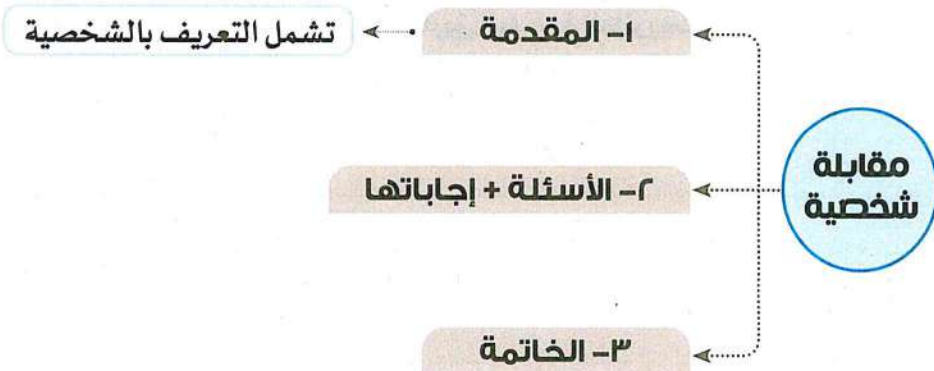 مقابلة
شخصية
١- المقدمة
تشمل التعريف بالشخصية
٢- الأسئلة + إجاباتها
٣- الخاتمة